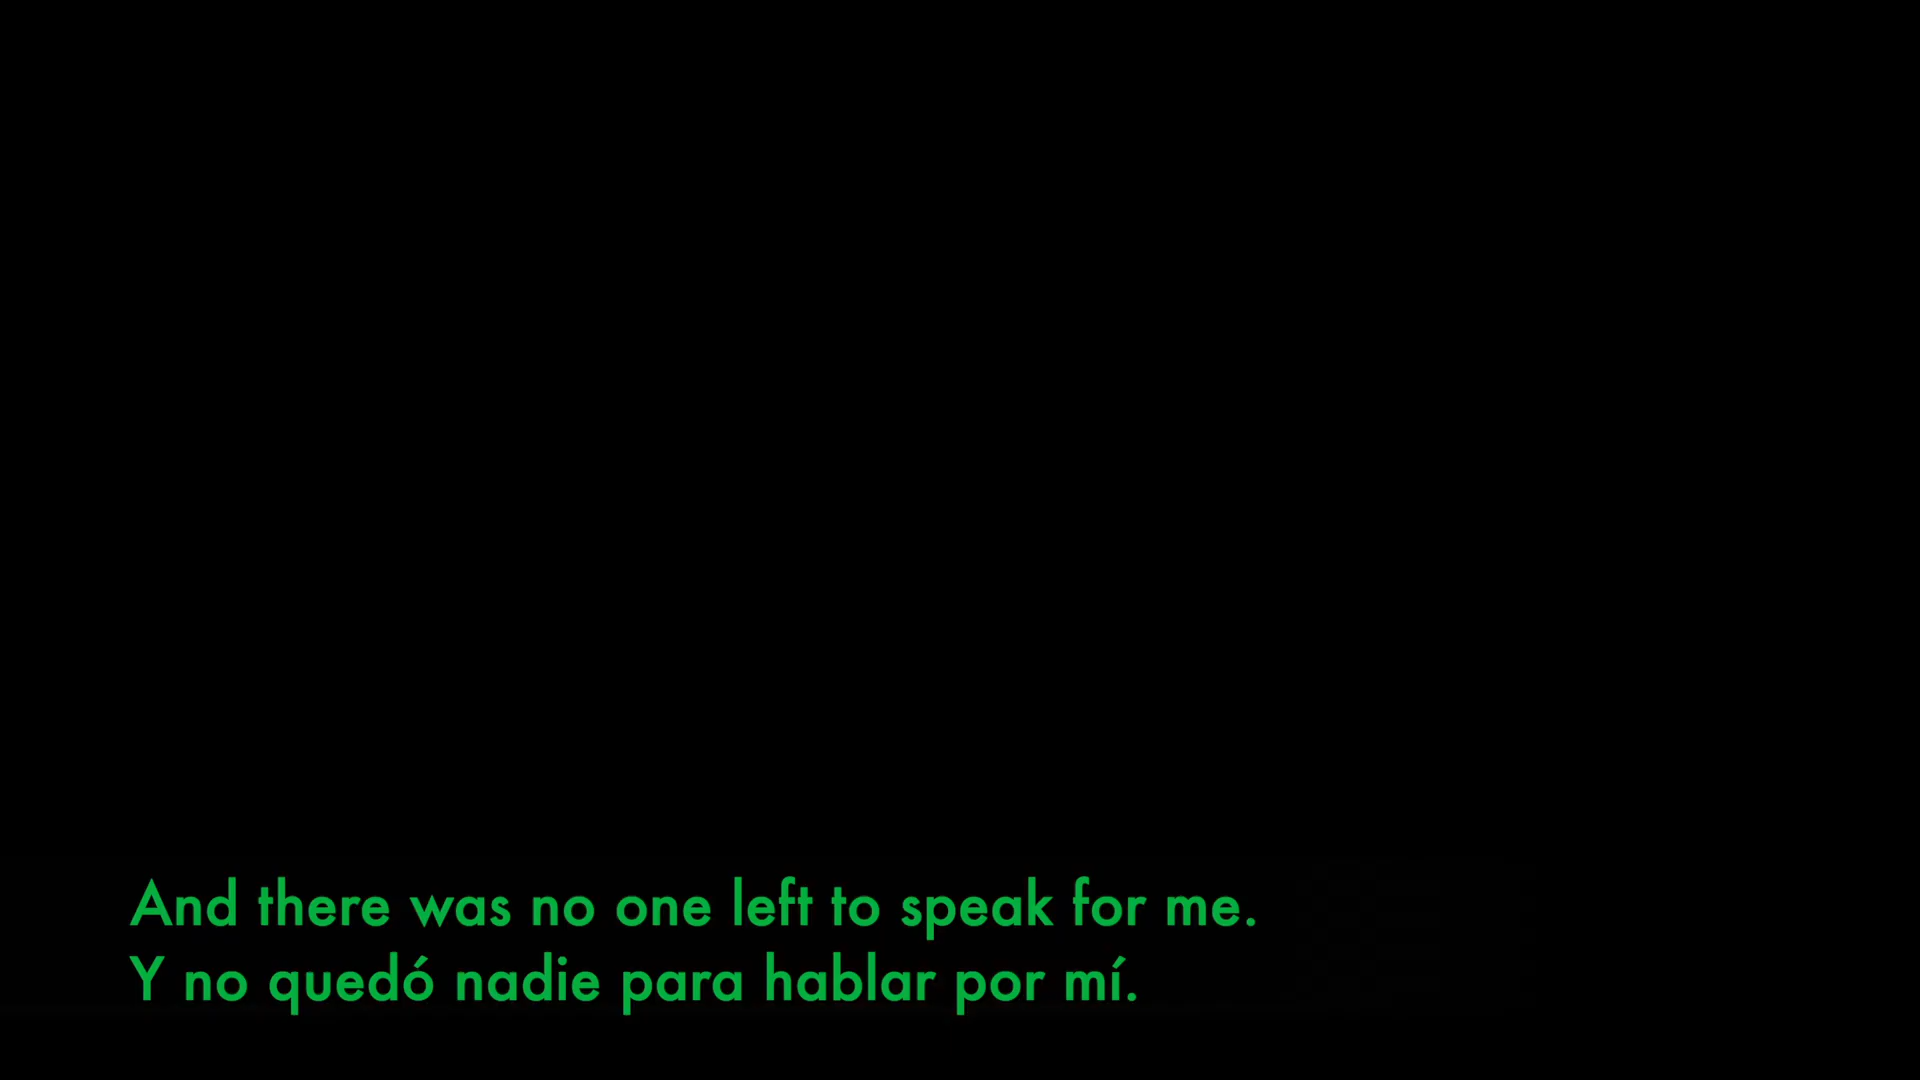 And there was no one left to speak for me.
Y no quedó nadie para hablar por mí.